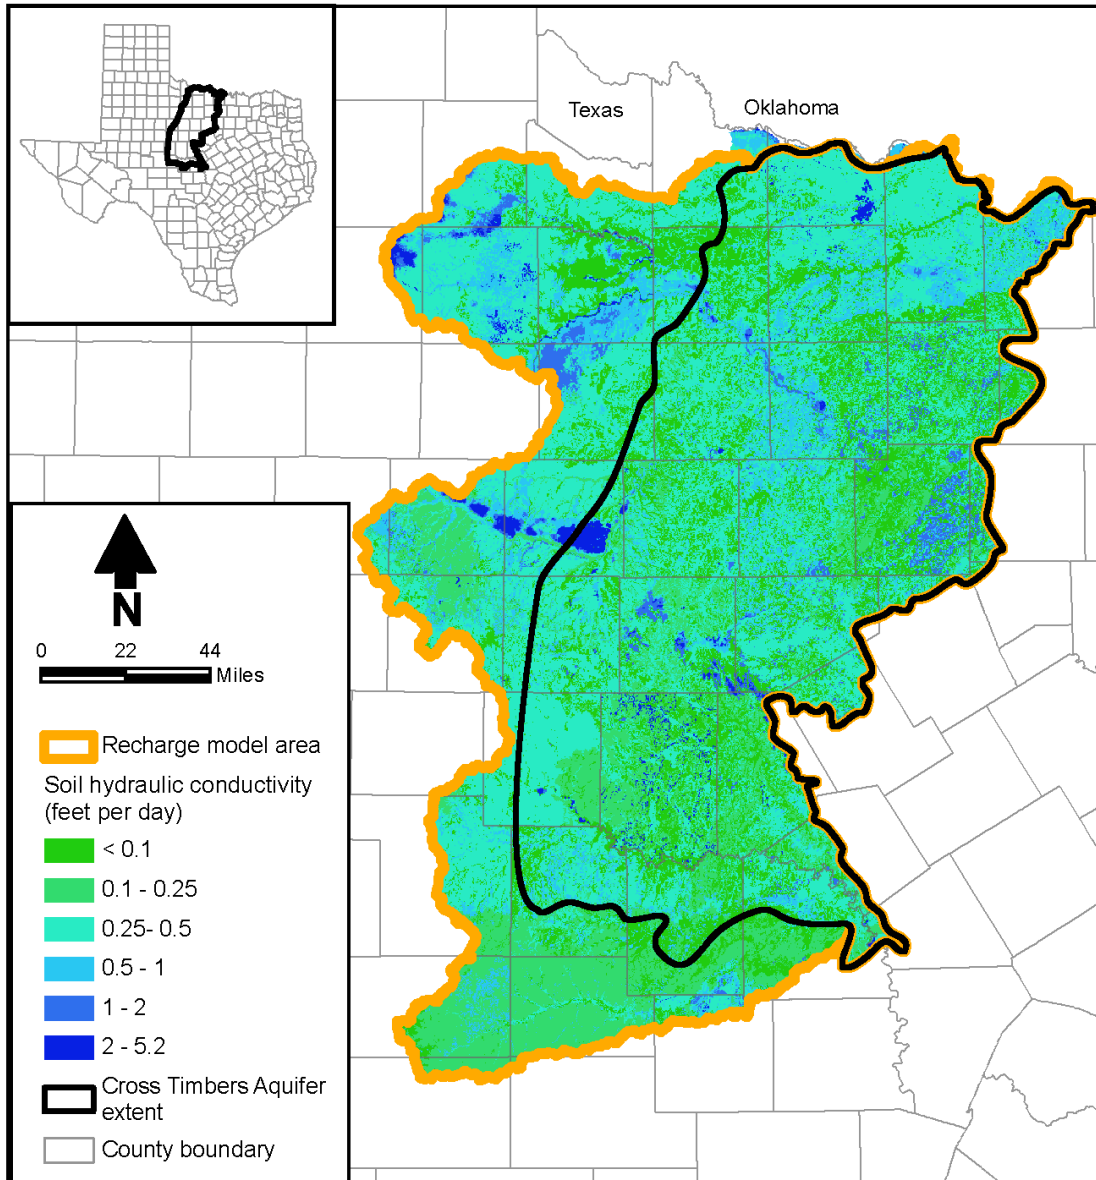 Texas
Oklahoma
N
0 22 44
Miles
Recharge model area
Soil hydraulic conductivity
(feet per day)
< 0.1
0.1 - 0.25
0.25- 0.5
0.5 - 1
1 - 2
2 - 5.2
Cross Timbers Aquifer
extent
County boundary